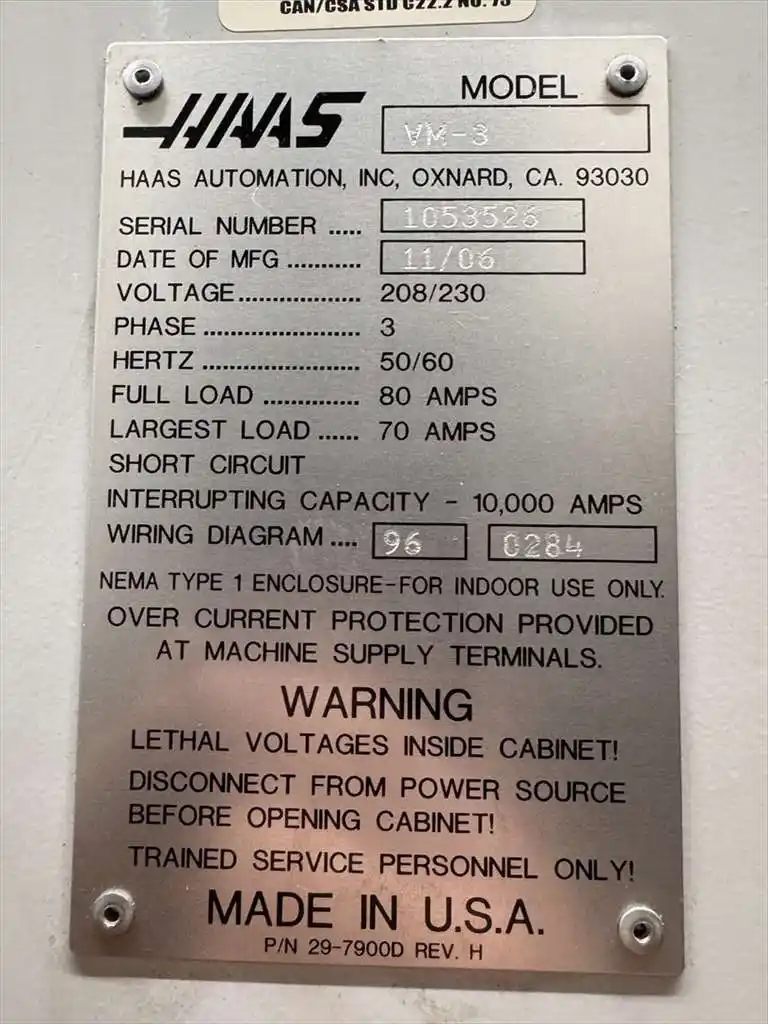 CAN/CSA STD C22.2 NO. 73
HAAS
MODEL
VM-3
HAAS AUTOMATION, INC, OXNARD, CA. 93030
SERIAL NUMBER ..... 1053526
DATE OF MFG ........... 11/06
VOLTAGE.................. 208/230
PHASE ....................... 3
HERTZ ....................... 50/60
FULL LOAD .............. 80 AMPS
LARGEST LOAD ...... 70 AMPS
SHORT CIRCUIT
INTERRUPTING CAPACITY - 10,000 AMPS
WIRING DIAGRAM .... 96 0284
NEMA TYPE 1 ENCLOSURE-FOR INDOOR USE ONLY.
OVER CURRENT PROTECTION PROVIDED
AT MACHINE SUPPLY TERMINALS.
WARNING
LETHAL VOLTAGES INSIDE CABINET!
DISCONNECT FROM POWER SOURCE
BEFORE OPENING CABINET!
TRAINED SERVICE PERSONNEL ONLY!
MADE IN U.S.A.
P/N 29-7900D REV. H